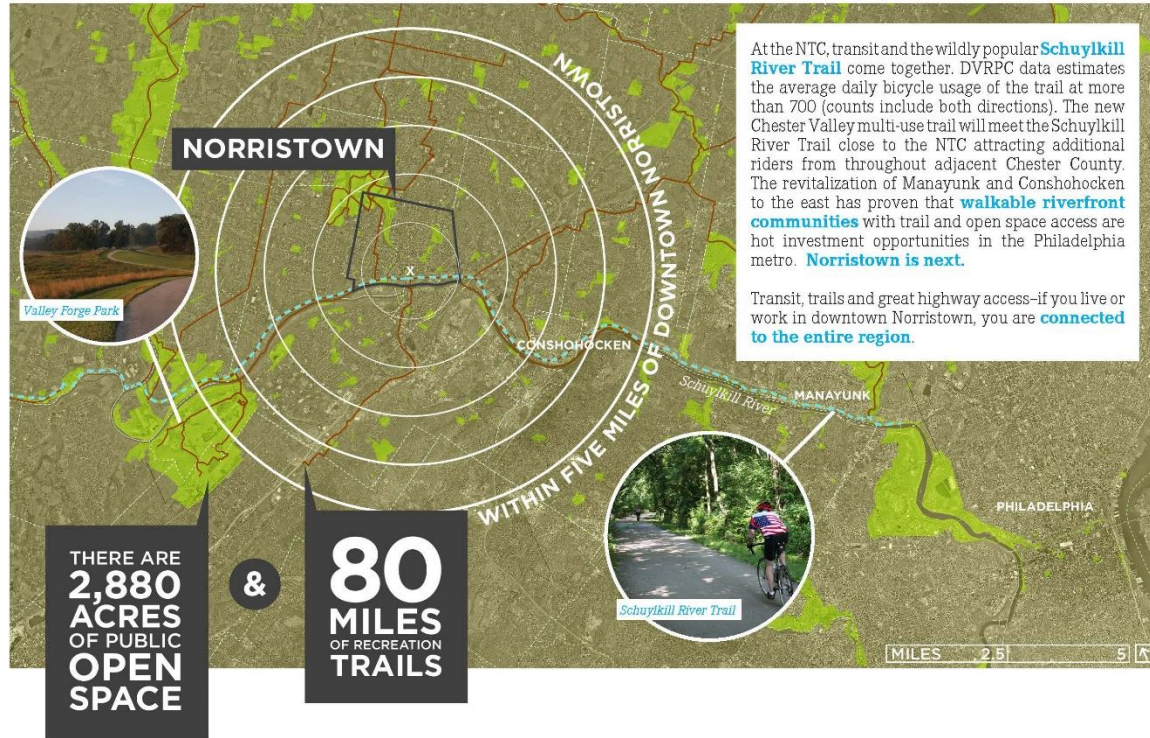 At the NTC, transit and the wildly popular Schuylkill
River Trail come together. DVRPC data estimates
the average daily bicycle usage of the trail at more
than 700 (counts include both directions). The new
Chester Valley multi-use trail will meet the Schuylkill
River Trail close to the NTC attracting additional
riders from throughout adjacent Chester County.
The revitalization of Manayunk and Conshohocken
to the east has proven that walkable riverfront
communities with trail and open space access are
hot investment opportunities in the Philadelphia
metro. Norristown is next.
Transit, trails and great highway access–if you live or
work in downtown Norristown, you are connected
to the entire region.
NORRISTOWN
WITHIN FIVE MILES OF DOWNTOWN NORRISTOWN
X
Valley Forge Park
CONSHOHOCKEN
Schuylkill River
MANAYUNK
PHILADELPHIA
Schuylkill River Trail
THERE ARE
2,880
ACRES
OF PUBLIC
OPEN
SPACE
&
80
MILES
OF RECREATION
TRAILS
MILES 2.5 5